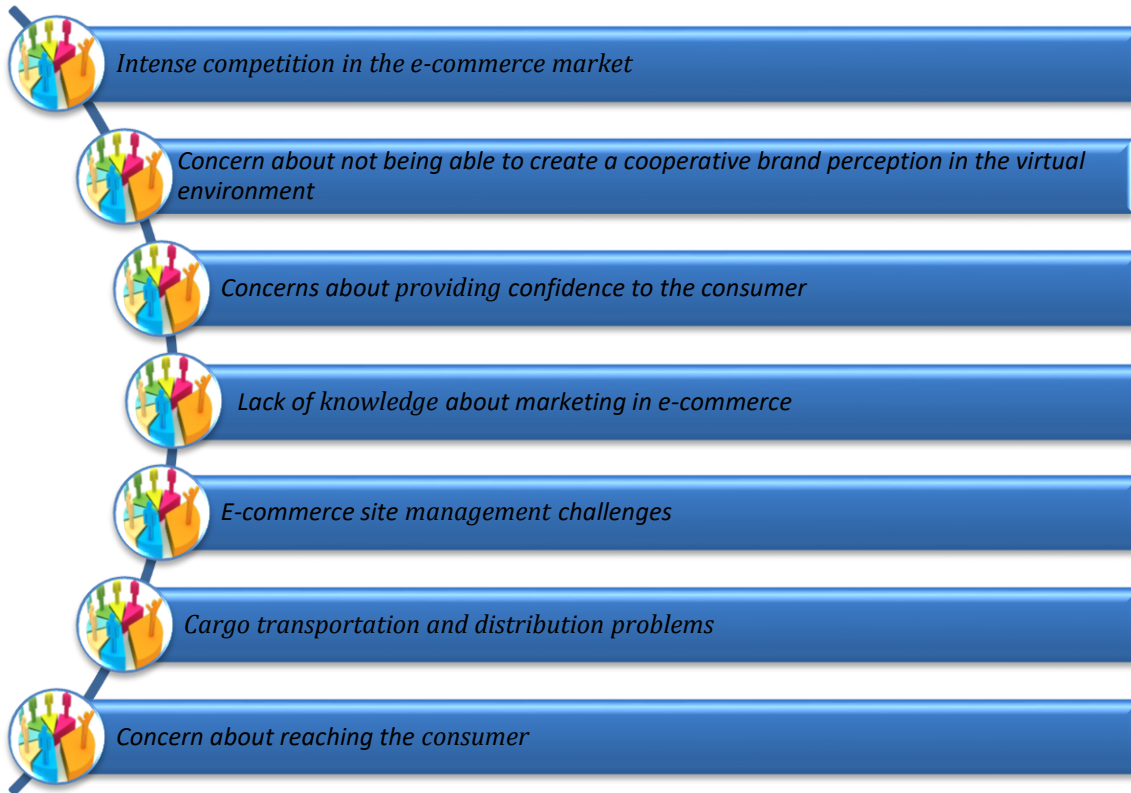 Intense competition in the e-commerce market
Concern about not being able to create a cooperative brand perception in the virtual
environment
Concerns about providing confidence to the consumer
Lack of knowledge about marketing in e-commerce
E-commerce site management challenges
Cargo transportation and distribution problems
Concern about reaching the consumer